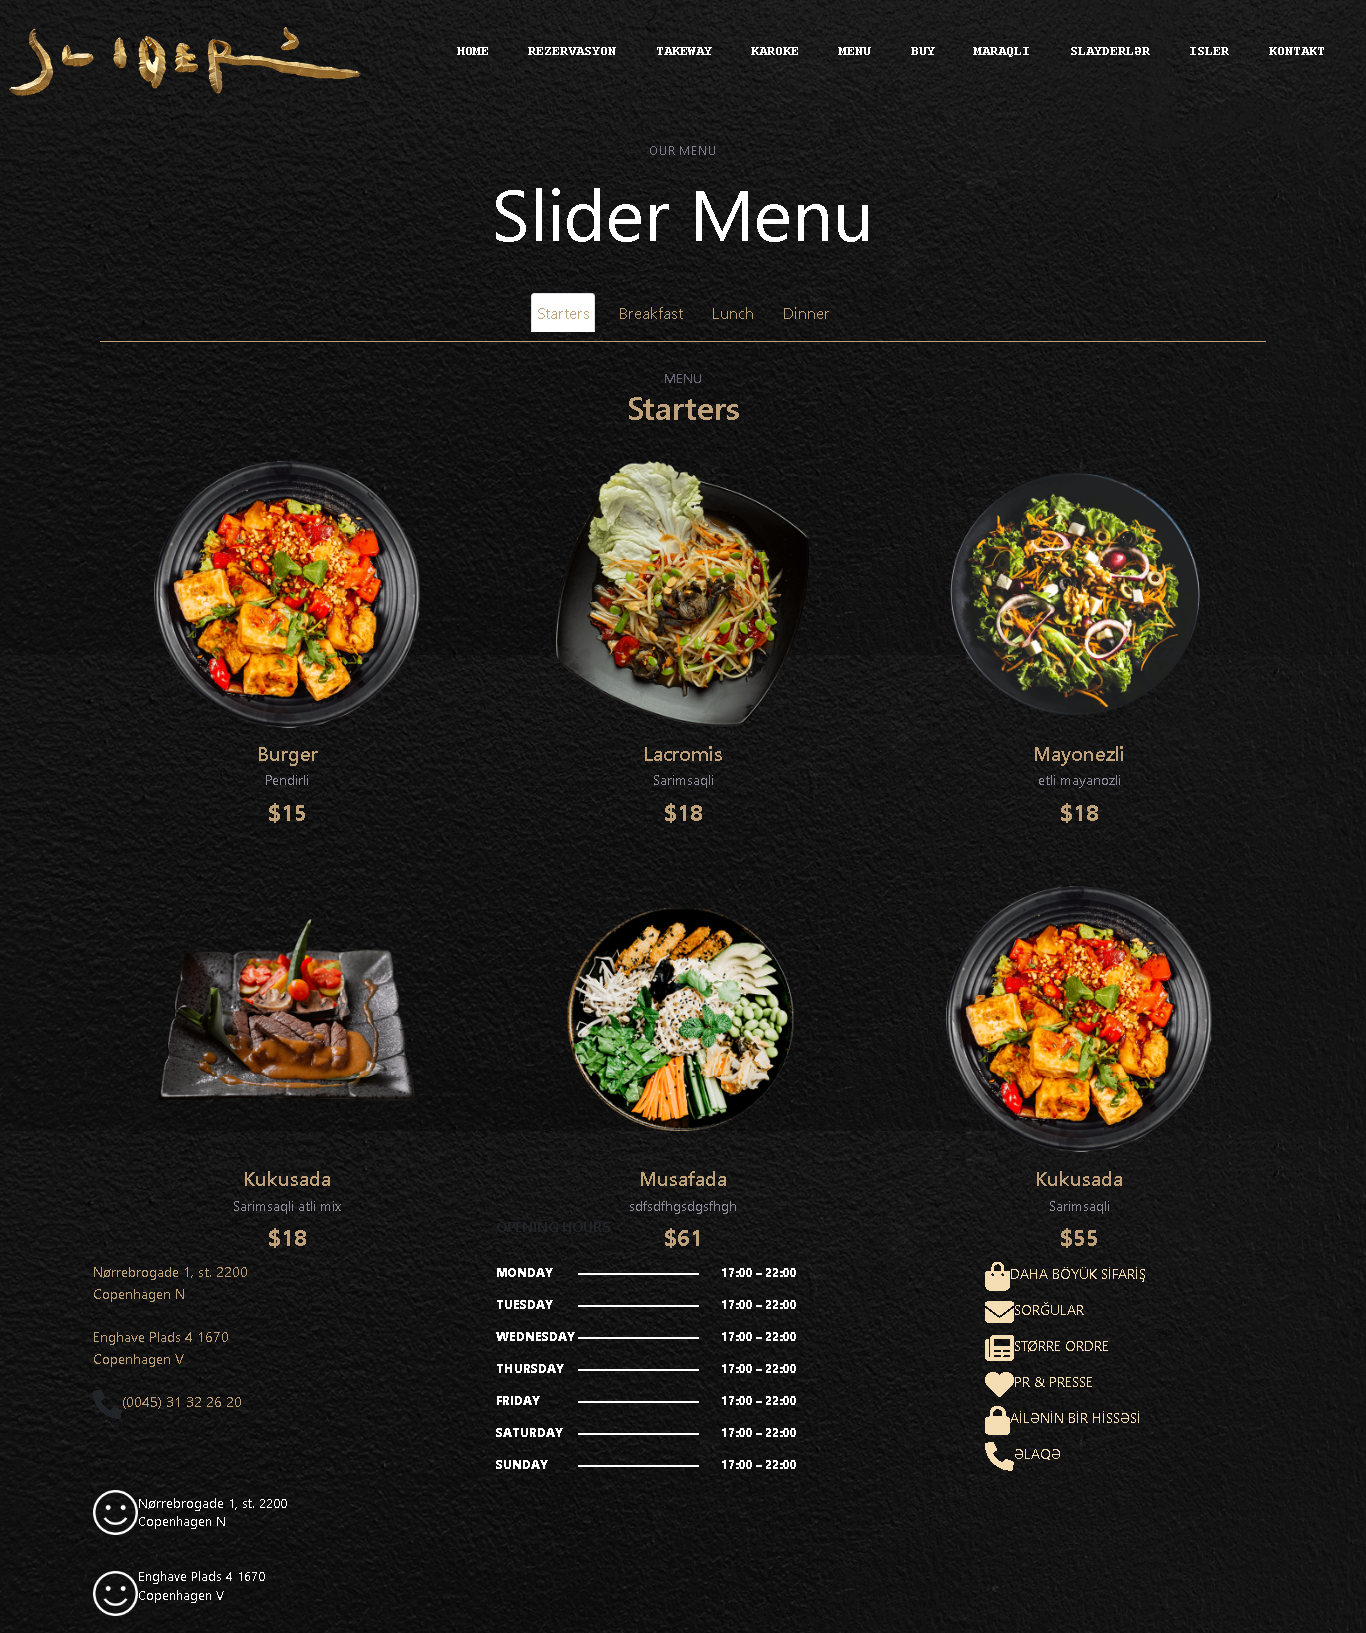 SLIDER
HOME REZERVASYON TAKEWAY KAROKE MENU BUY MARAQLI SLAYDERLƏR ISLER KONTAKT
OUR MENU
Slider Menu
Starters Breakfast Lunch Dinner
MENU
Starters
Burger
Pendirli
$15
Lacromis
Sarimsaqli
$18
Mayonezli
etli mayanozli
$18
Kukusada
Sarimsaqli atli mix
$18
Musafada
sdfsdfhgsdgsfhgh
$61
Kukusada
Sarimsaqli
$55
Nørrebrogade 1, st. 2200
Copenhagen N
Enghave Plads 4 1670
Copenhagen V
(0045) 31 32 26 20
Nørrebrogade 1, st. 2200
Copenhagen N
Enghave Plads 4 1670
Copenhagen V
OPENING HOURS
MONDAY 17:00 – 22:00
TUESDAY 17:00 – 22:00
WEDNESDAY 17:00 – 22:00
THURSDAY 17:00 – 22:00
FRIDAY 17:00 – 22:00
SATURDAY 17:00 – 22:00
SUNDAY 17:00 – 22:00
DAHA BÖYÜK SİFARİŞ
SORĞULAR
STØRRE ORDRE
PR & PRESSE
AİLƏNİN BİR HİSSƏSİ
ƏLAQƏ